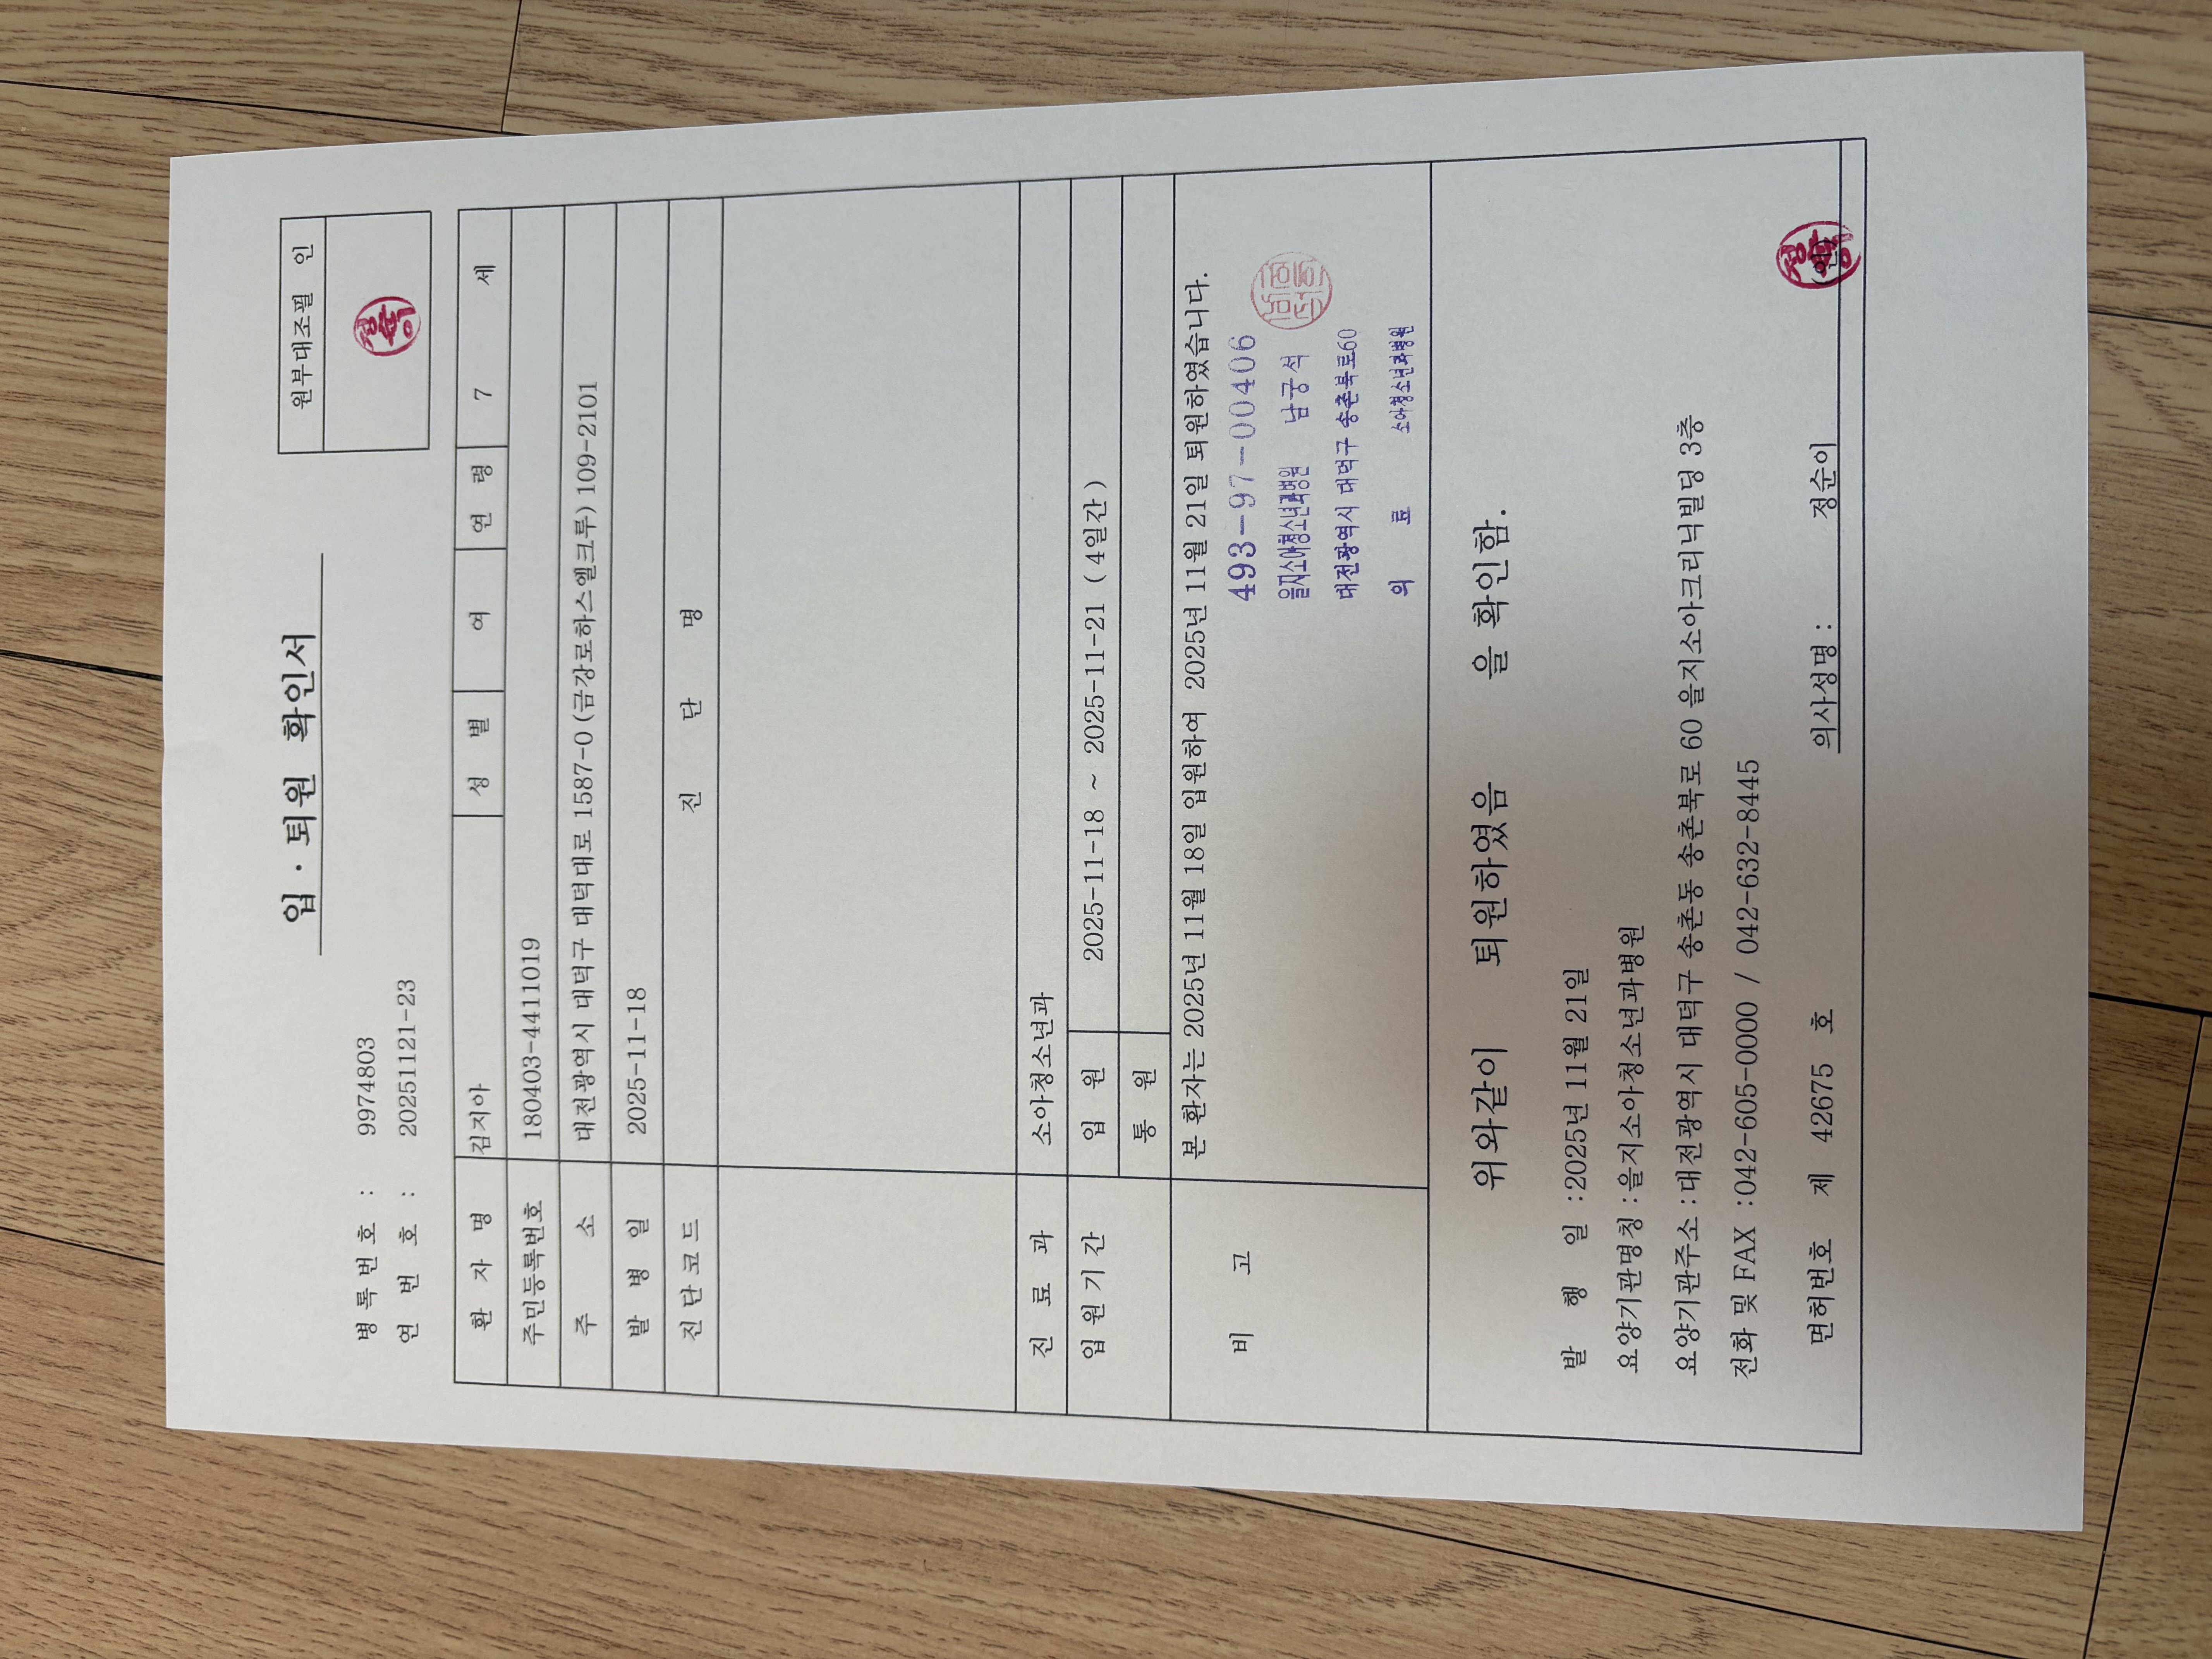 입 · 퇴원 확인서
원부대조필 인
병록번호 : 9974803
연 번 호 : 20251121-23
환 자 명 김지아 성 별 여 연 령 7 세
주민등록번호 180403-4411019
주 소 대전광역시 대덕구 대덕대로 1587-0 (금강로하스엘크루) 109-2101
발 병 일 2025-11-18
진단코드 진 단 명
진 료 과 소아청소년과
입원기간 입 원 2025-11-18 ~ 2025-11-21 ( 4일간 )
통 원
비 고 본 환자는 2025년 11월 18일 입원하여 2025년 11월 21일 퇴원하였습니다.
493-97-00406
을지소아청소년과병원 남궁석
대전광역시 대덕구 송촌북로60
의 료 소아청소년과병원
위와같이 퇴원하였음 을 확인함.
발 행 일 :2025년 11월 21일
요양기관명칭 :을지소아청소년과병원
요양기관주소 :대전광역시 대덕구 송촌동 송촌북로 60 을지소아크리닉빌딩 3층
전화 및 FAX :042-605-0000 / 042-632-8445
면허번호 제 42675 호 의사성명 : 정순이 (인)